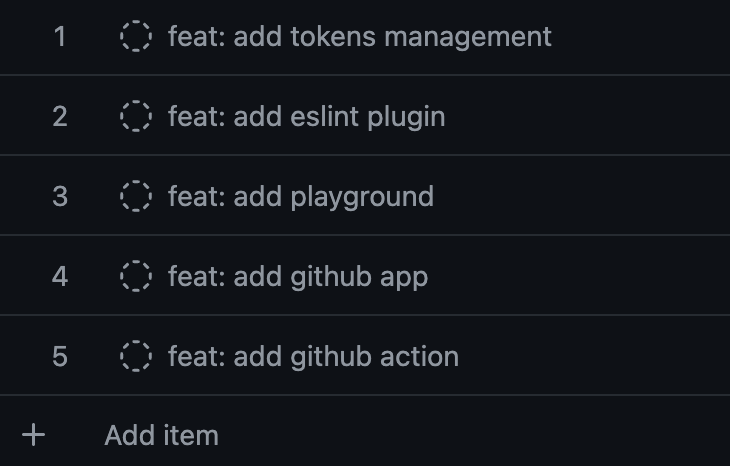 1 feat: add tokens management
2 feat: add eslint plugin
3 feat: add playground
4 feat: add github app
5 feat: add github action
+ Add item